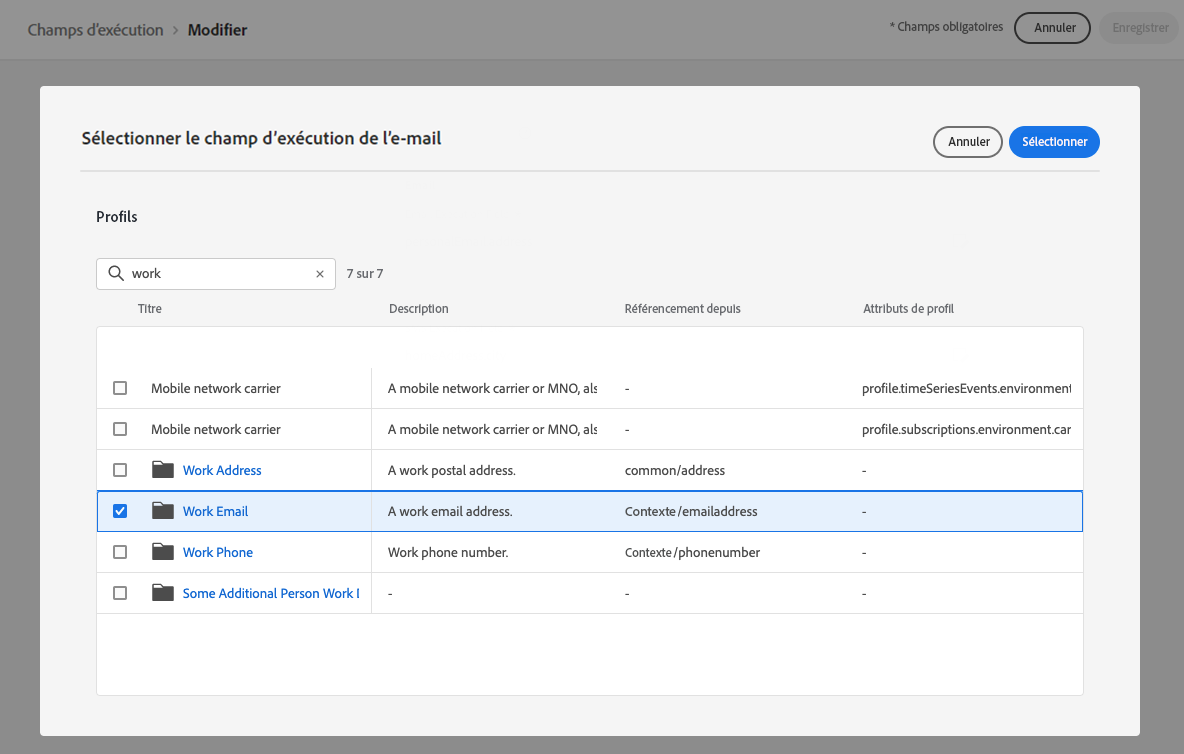 Champs d'exécution > Modifier
* Champs obligatoires Annuler Enregistrer
Sélectionner le champ d'exécution de l'e-mail
Annuler Sélectionner
Profils
work 7 sur 7
Titre Description Référencement depuis Attributs de profil
Mobile network carrier A mobile network carrier or MNO, als - profile.timeSeriesEvents.environment
Mobile network carrier A mobile network carrier or MNO, als - profile.subscriptions.environment.car
Work Address A work postal address. common/address -
Work Email A work email address. Contexte/emailaddress -
Work Phone Work phone number. Contexte/phonenumber -
Some Additional Person Work I - - -